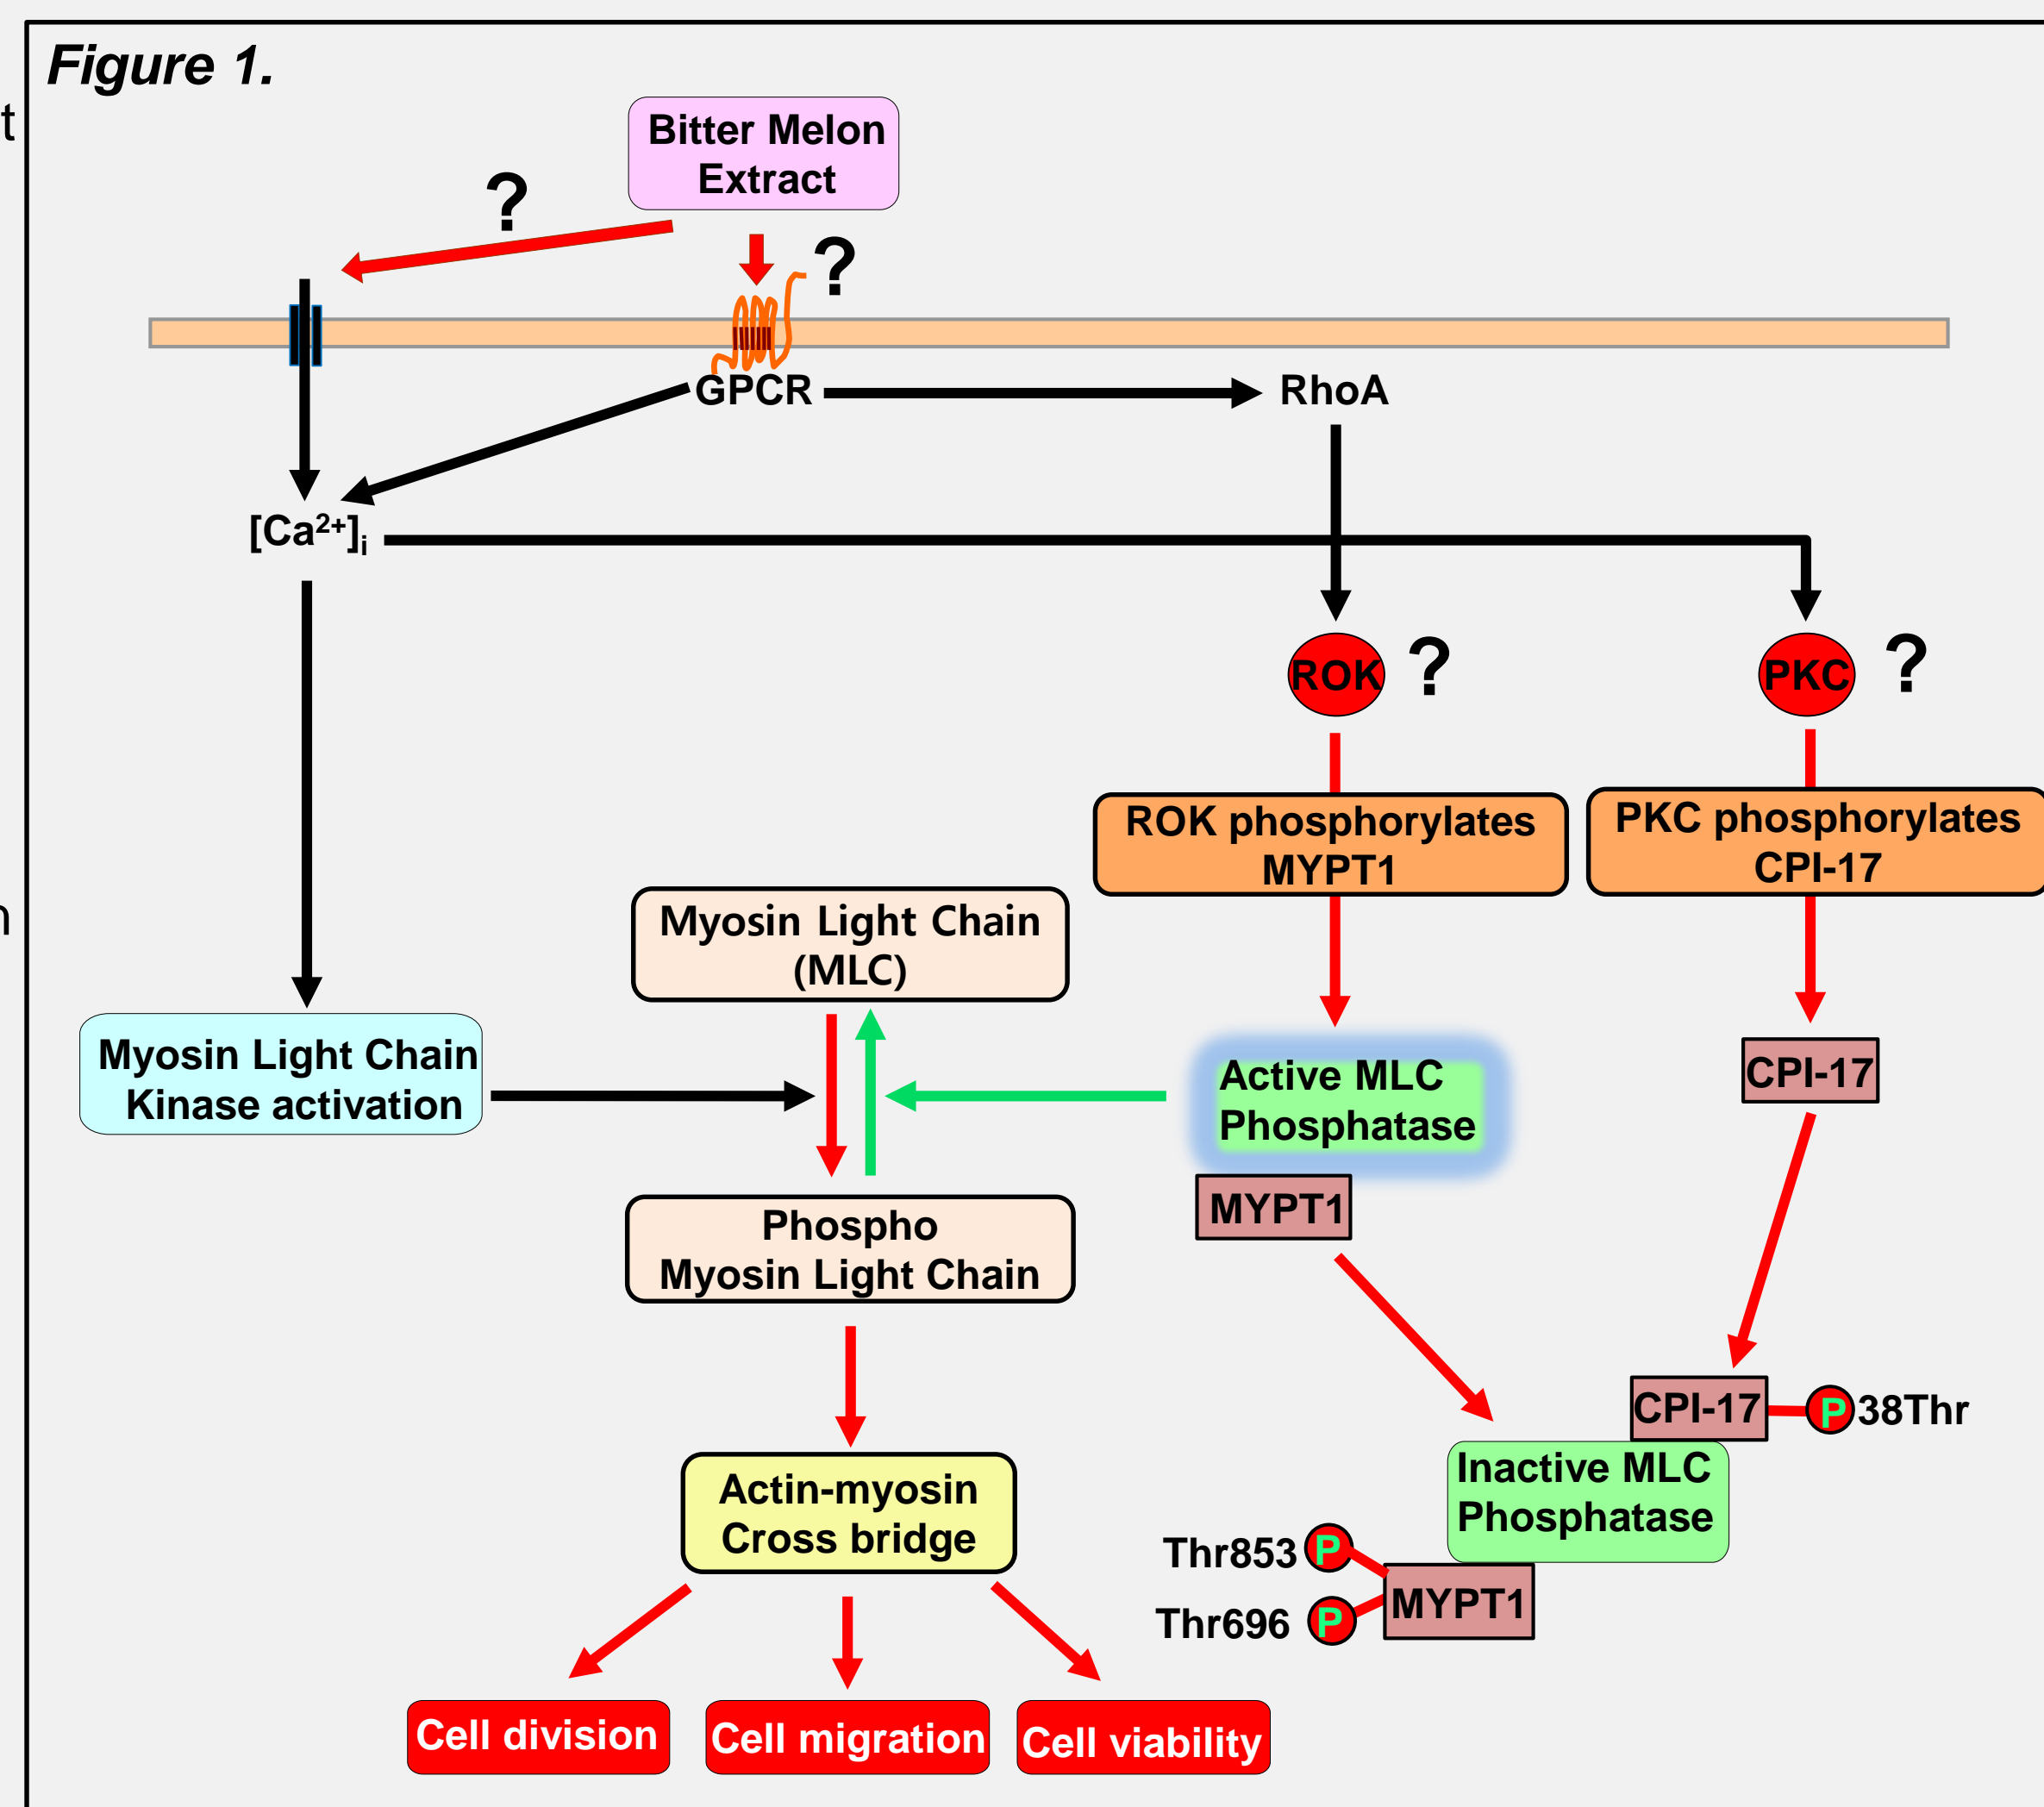 Figure 1.
t
Bitter Melon
Extract
?
?
GPCR
RhoA
[Ca²⁺]ᵢ
ROK
?
PKC
?
ROK phosphorylates
MYPT1
PKC phosphorylates
CPI-17
n
Myosin Light Chain
(MLC)
Myosin Light Chain
Kinase activation
Active MLC
Phosphatase
MYPT1
CPI-17
Phospho
Myosin Light Chain
CPI-17
P
38Thr
Inactive MLC
Phosphatase
Actin-myosin
Cross bridge
Thr853
P
Thr696
P
MYPT1
Cell division
Cell migration
Cell viability